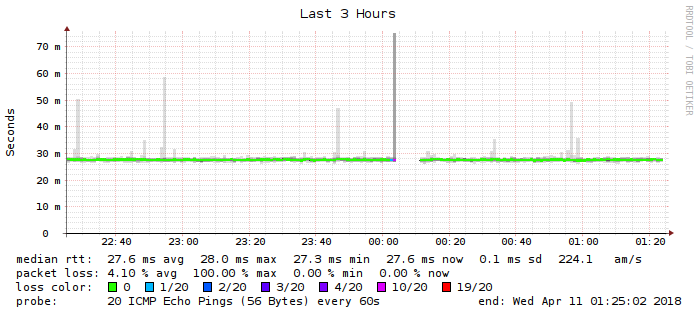 Last 3 Hours
RRDTOOL / TOBI OETIKER
Seconds
70 m
60 m
50 m
40 m
30 m
20 m
10 m
0
22:40 23:00 23:20 23:40 00:00 00:20 00:40 01:00 01:20
median rtt: 27.6 ms avg 28.0 ms max 27.3 ms min 27.6 ms now 0.1 ms sd 224.1 am/s
packet loss: 4.10 % avg 100.00 % max 0.00 % min 0.00 % now
loss color: 0 1/20 2/20 3/20 4/20 10/20 19/20
probe: 20 ICMP Echo Pings (56 Bytes) every 60s end: Wed Apr 11 01:25:02 2018